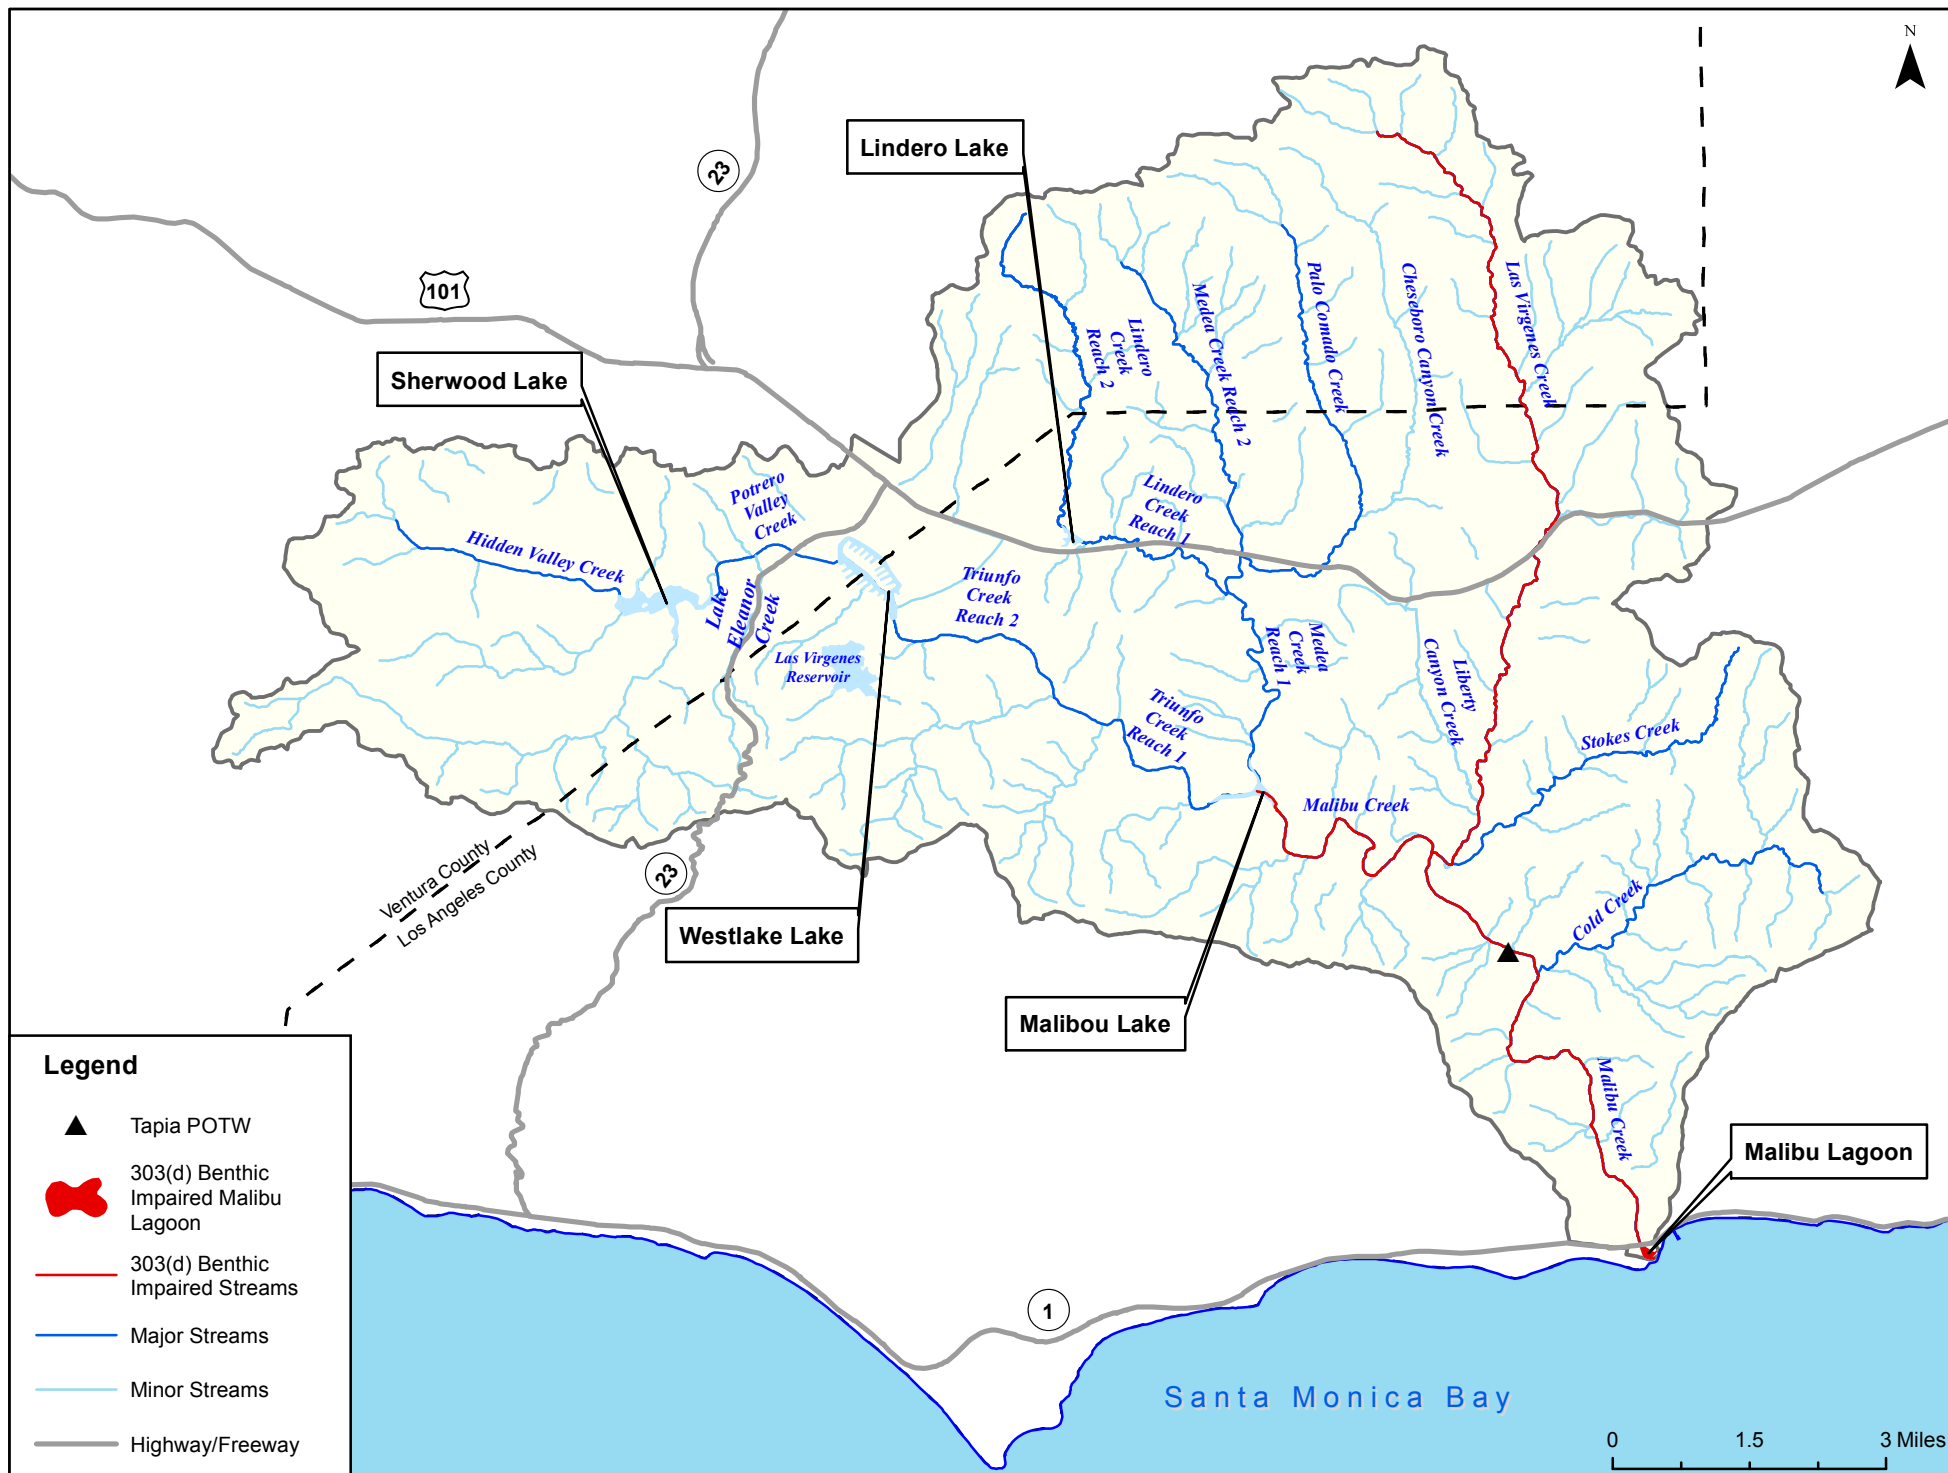 N
Lindero Lake
23
101
Sherwood Lake
Las Virgenes Creek
Cheseboro Canyon Creek
Palo Comado Creek
Medea Creek Reach 2
Lindero
Creek
Reach 2
Potrero
Valley
Creek
Lindero
Creek
Reach 1
Hidden Valley Creek
Lake
Eleanor
Creek
Triunfo
Creek
Reach 2
Las Virgenes
Reservoir
Medea
Creek
Reach 1
Liberty
Canyon Creek
Triunfo
Creek
Reach 1
Stokes Creek
Malibu Creek
Ventura County
Los Angeles County
23
Westlake Lake
Cold Creek
Malibou Lake
Malibu Creek
Malibu Lagoon
Legend
Tapia POTW
303(d) Benthic
Impaired Malibu
Lagoon
303(d) Benthic
Impaired Streams
Major Streams
Minor Streams
Highway/Freeway
1
Santa Monica Bay
0 1.5 3 Miles